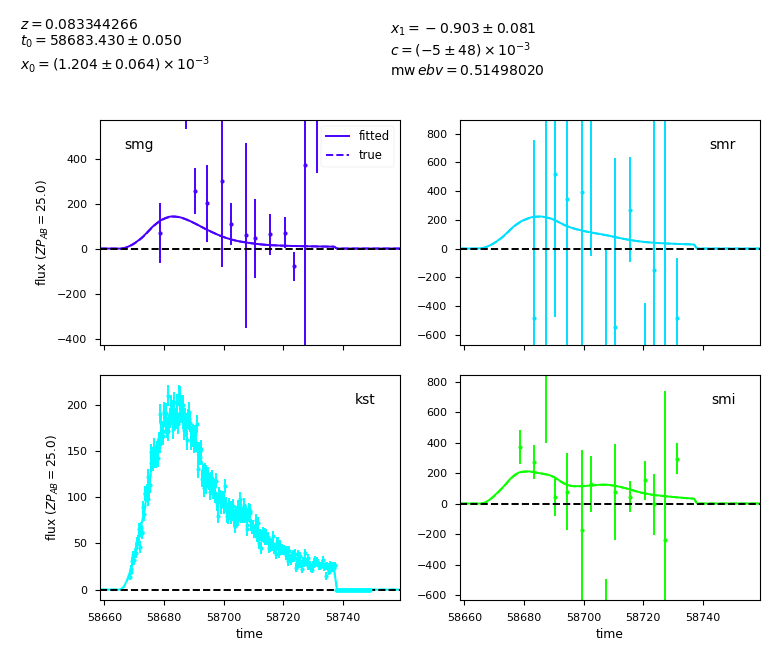 z = 0.083344266
t₀ = 58683.430 ± 0.050
x₀ = (1.204 ± 0.064) × 10⁻³
x₁ = −0.903 ± 0.081
c = (−5 ± 48) × 10⁻³
mw ebv = 0.51498020
smg
fitted
true
400
200
0
−200
−400
flux (ZP_AB = 25.0)
smr
800
600
400
200
0
−200
−400
−600
kst
200
150
100
50
0
flux (ZP_AB = 25.0)
58660 58680 58700 58720 58740
time
smi
800
600
400
200
0
−200
−400
−600
58660 58680 58700 58720 58740
time